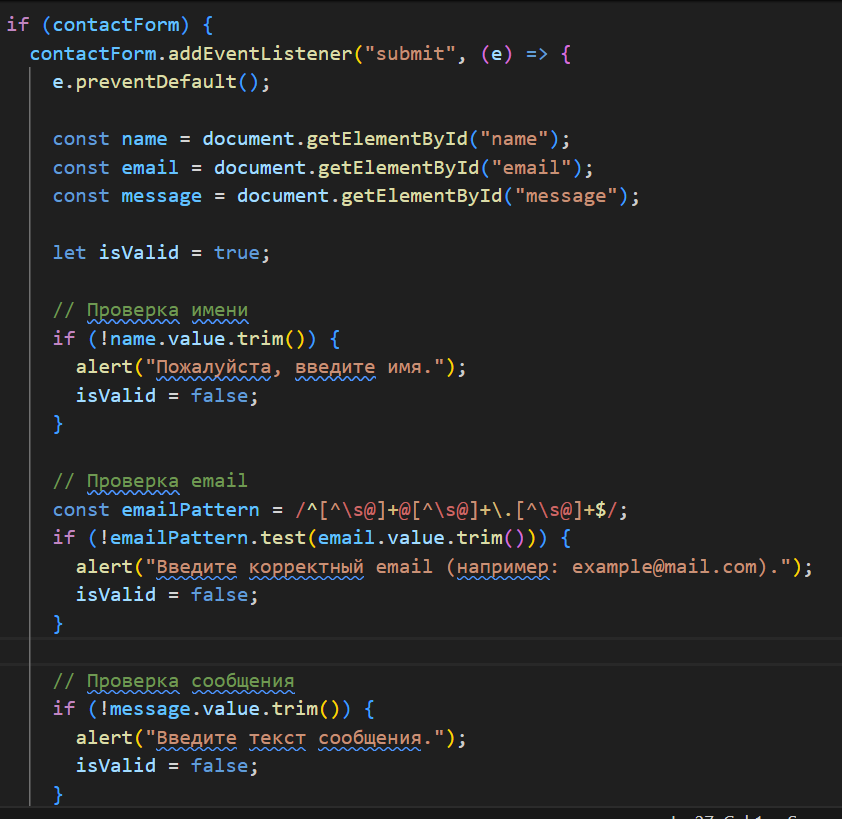 if (contactForm) {
contactForm.addEventListener("submit", (e) => {
e.preventDefault();
const name = document.getElementById("name");
const email = document.getElementById("email");
const message = document.getElementById("message");
let isValid = true;
// Проверка имени
if (!name.value.trim()) {
alert("Пожалуйста, введите имя.");
isValid = false;
}
// Проверка email
const emailPattern = /^[^\s@]+@[^\s@]+\.[^\s@]+$/;
if (!emailPattern.test(email.value.trim())) {
alert("Введите корректный email (например: example@mail.com).");
isValid = false;
}
// Проверка сообщения
if (!message.value.trim()) {
alert("Введите текст сообщения.");
isValid = false;
}